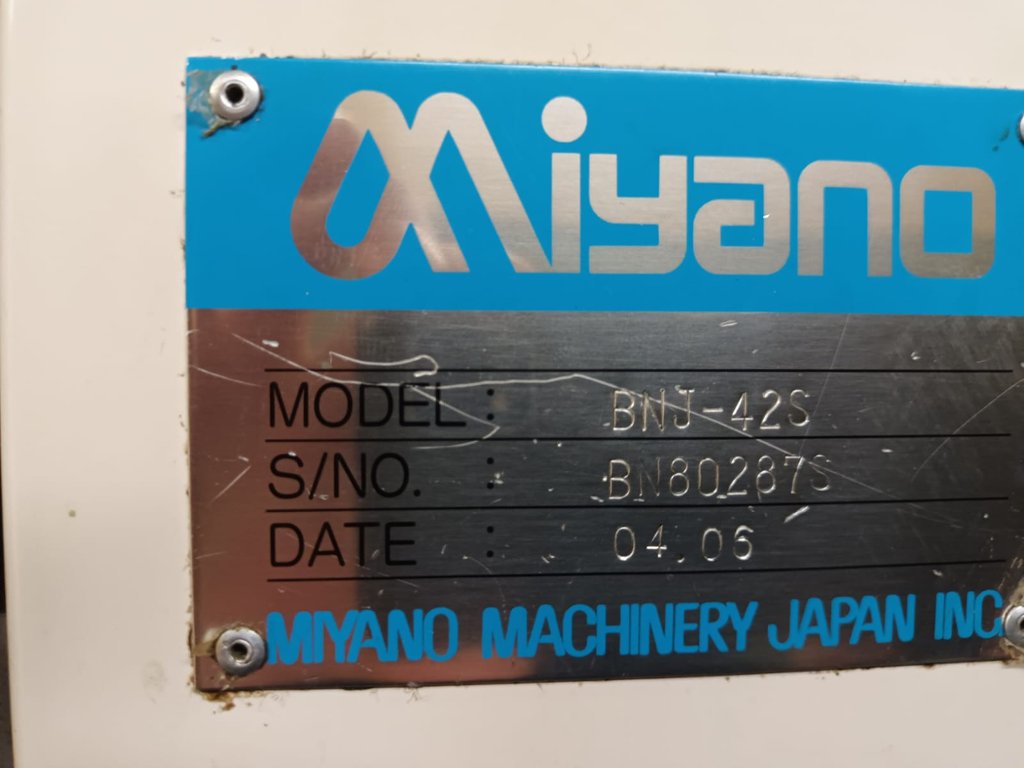 Miyano
MODEL : BNJ-42S
S/NO. : BN80287S
DATE : 04.06
MIYANO MACHINERY JAPAN INC